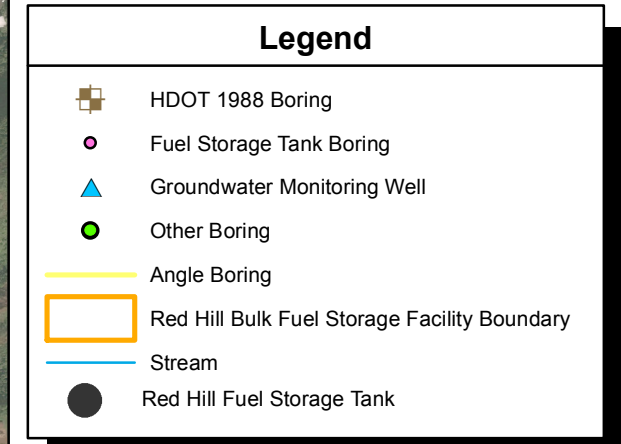 Legend
HDOT 1988 Boring
Fuel Storage Tank Boring
Groundwater Monitoring Well
Other Boring
Angle Boring
Red Hill Bulk Fuel Storage Facility Boundary
Stream
Red Hill Fuel Storage Tank